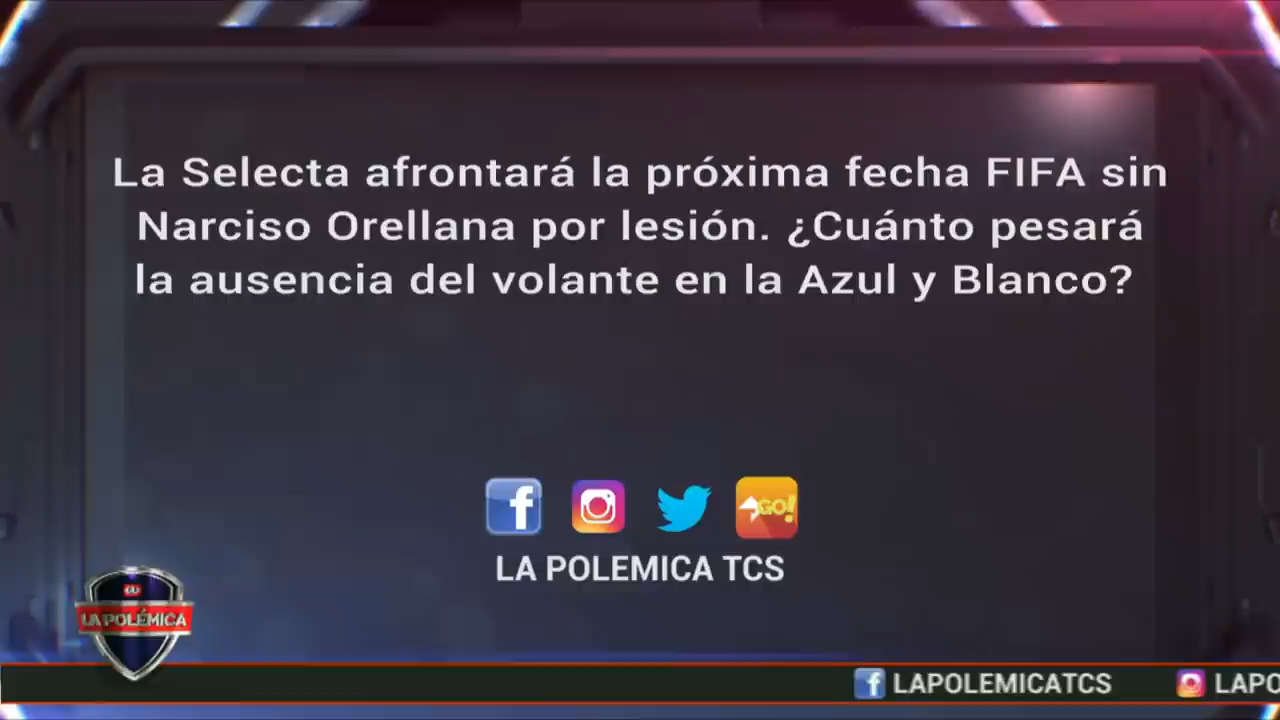 La Selecta afrontará la próxima fecha FIFA sin
Narciso Orellana por lesión. ¿Cuánto pesará
la ausencia del volante en la Azul y Blanco?
GO!
LA POLEMICA TCS
LA POLÉMICA
LAPOLEMICATCS
LAPO